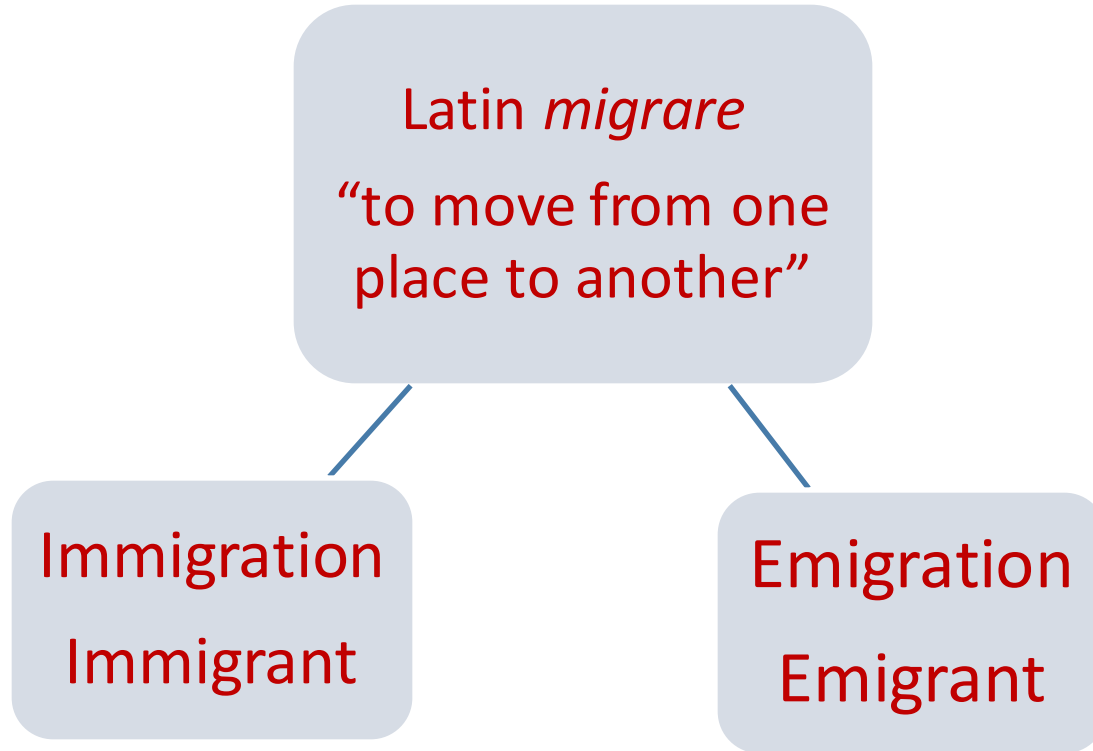 Latin migrare
“to move from one
place to another”
Immigration
Immigrant
Emigration
Emigrant